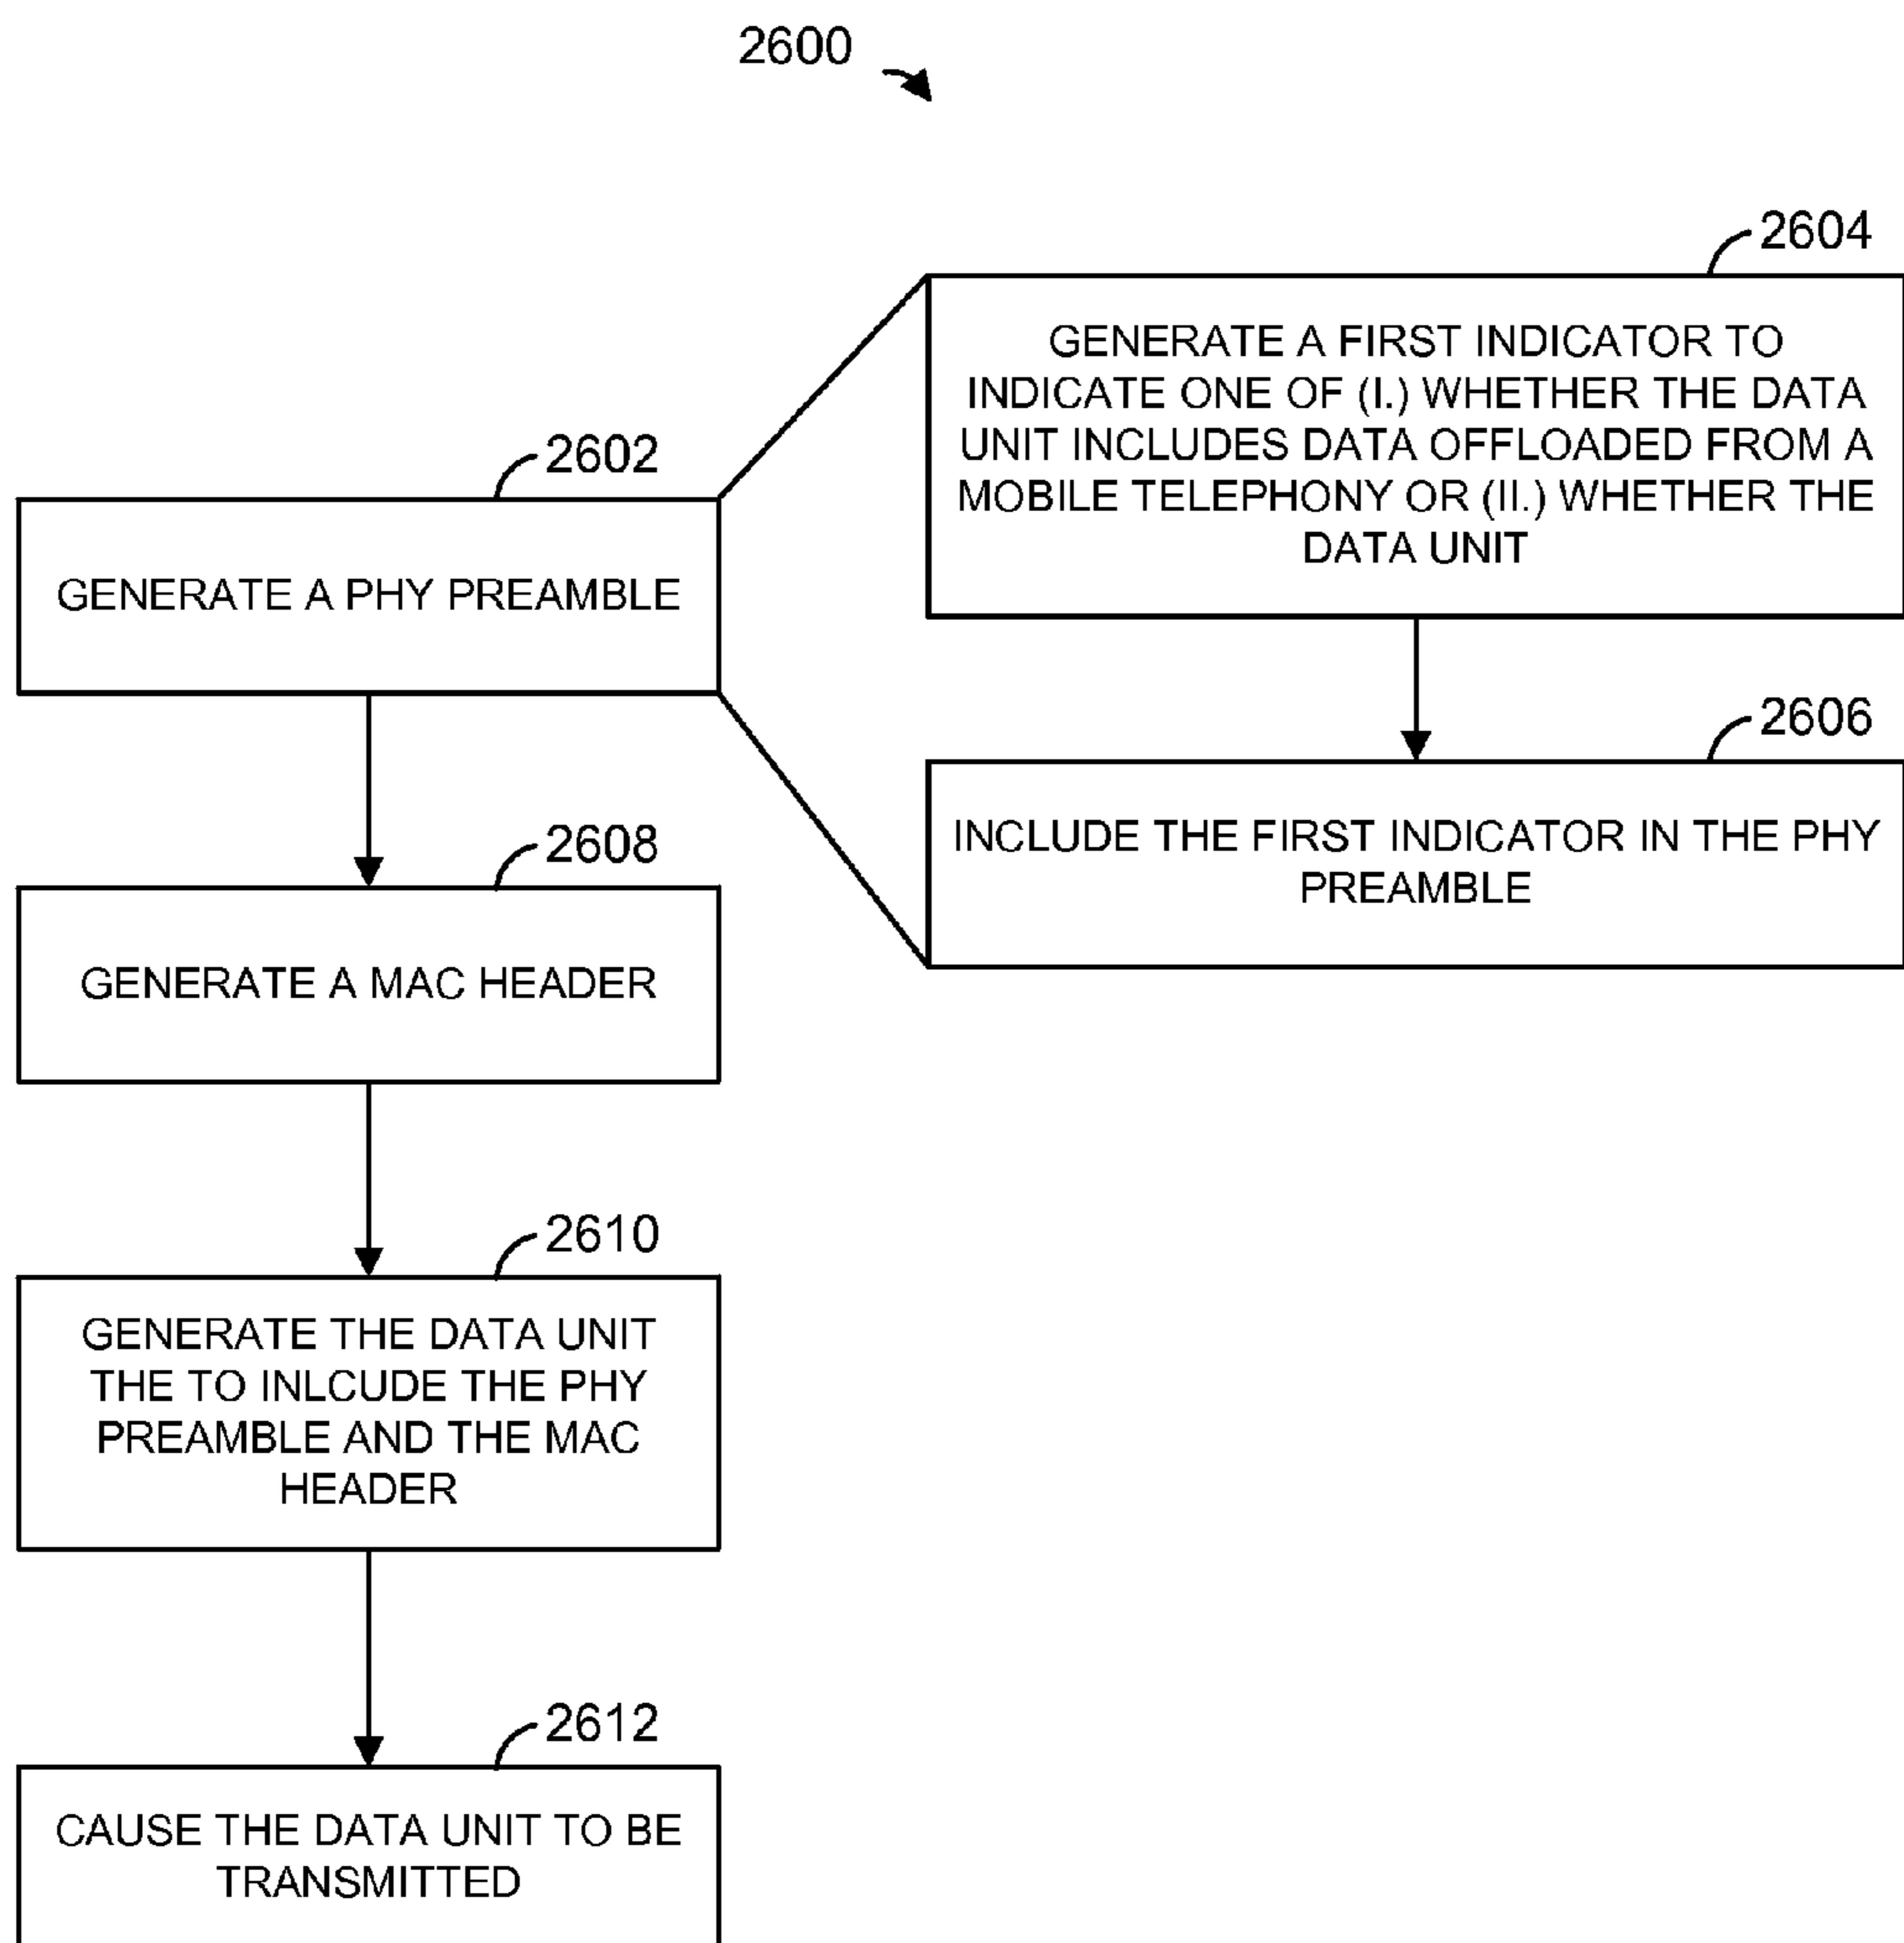 2600
2602
GENERATE A PHY PREAMBLE
2604
GENERATE A FIRST INDICATOR TO
INDICATE ONE OF (I.) WHETHER THE DATA
UNIT INCLUDES DATA OFFLOADED FROM A
MOBILE TELEPHONY OR (II.) WHETHER THE
DATA UNIT
2606
INCLUDE THE FIRST INDICATOR IN THE PHY
PREAMBLE
2608
GENERATE A MAC HEADER
2610
GENERATE THE DATA UNIT
THE TO INLCUDE THE PHY
PREAMBLE AND THE MAC
HEADER
2612
CAUSE THE DATA UNIT TO BE
TRANSMITTED